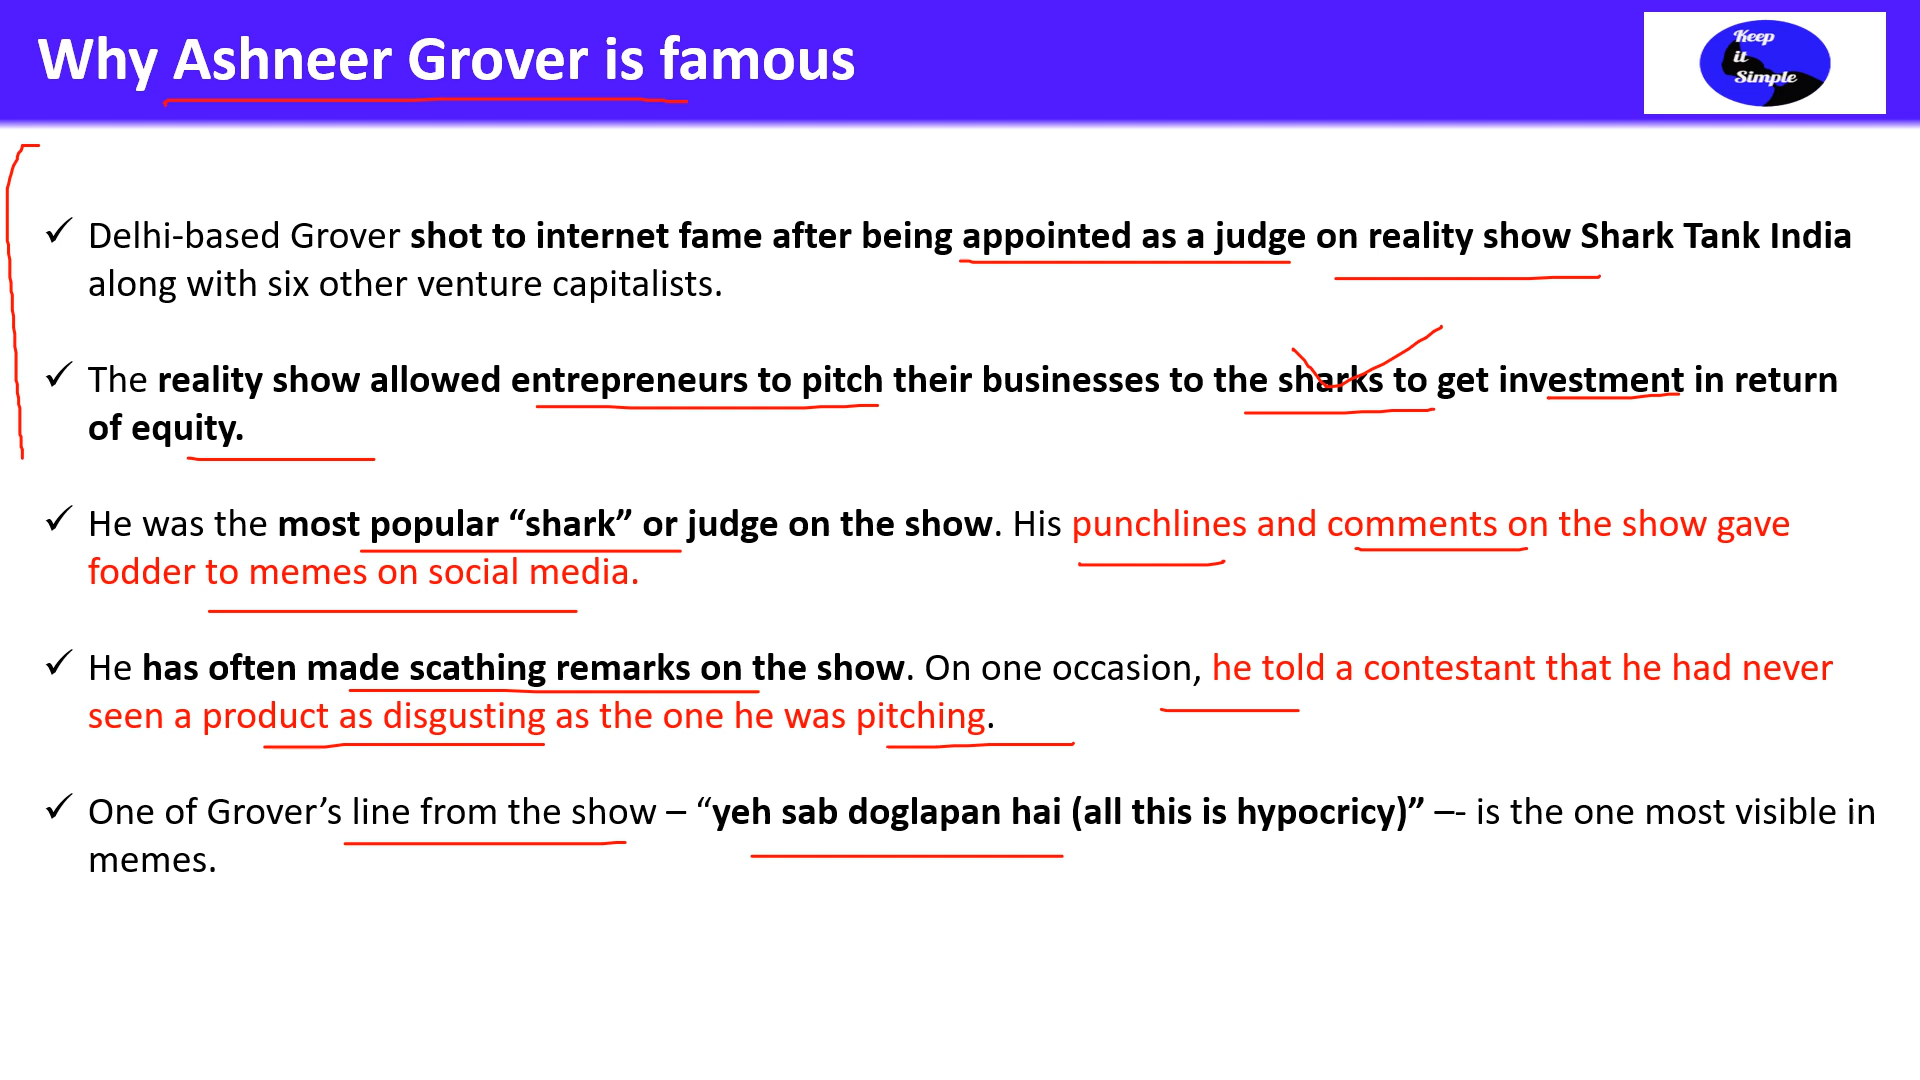 Why Ashneer Grover is famous
Keep
it
Simple
✓ Delhi-based Grover shot to internet fame after being appointed as a judge on reality show Shark Tank India
along with six other venture capitalists.
✓ The reality show allowed entrepreneurs to pitch their businesses to the sharks to get investment in return
of equity.
✓ He was the most popular “shark” or judge on the show. His punchlines and comments on the show gave
fodder to memes on social media.
✓ He has often made scathing remarks on the show. On one occasion, he told a contestant that he had never
seen a product as disgusting as the one he was pitching.
✓ One of Grover’s line from the show – “yeh sab doglapan hai (all this is hypocricy)” –- is the one most visible in
memes.